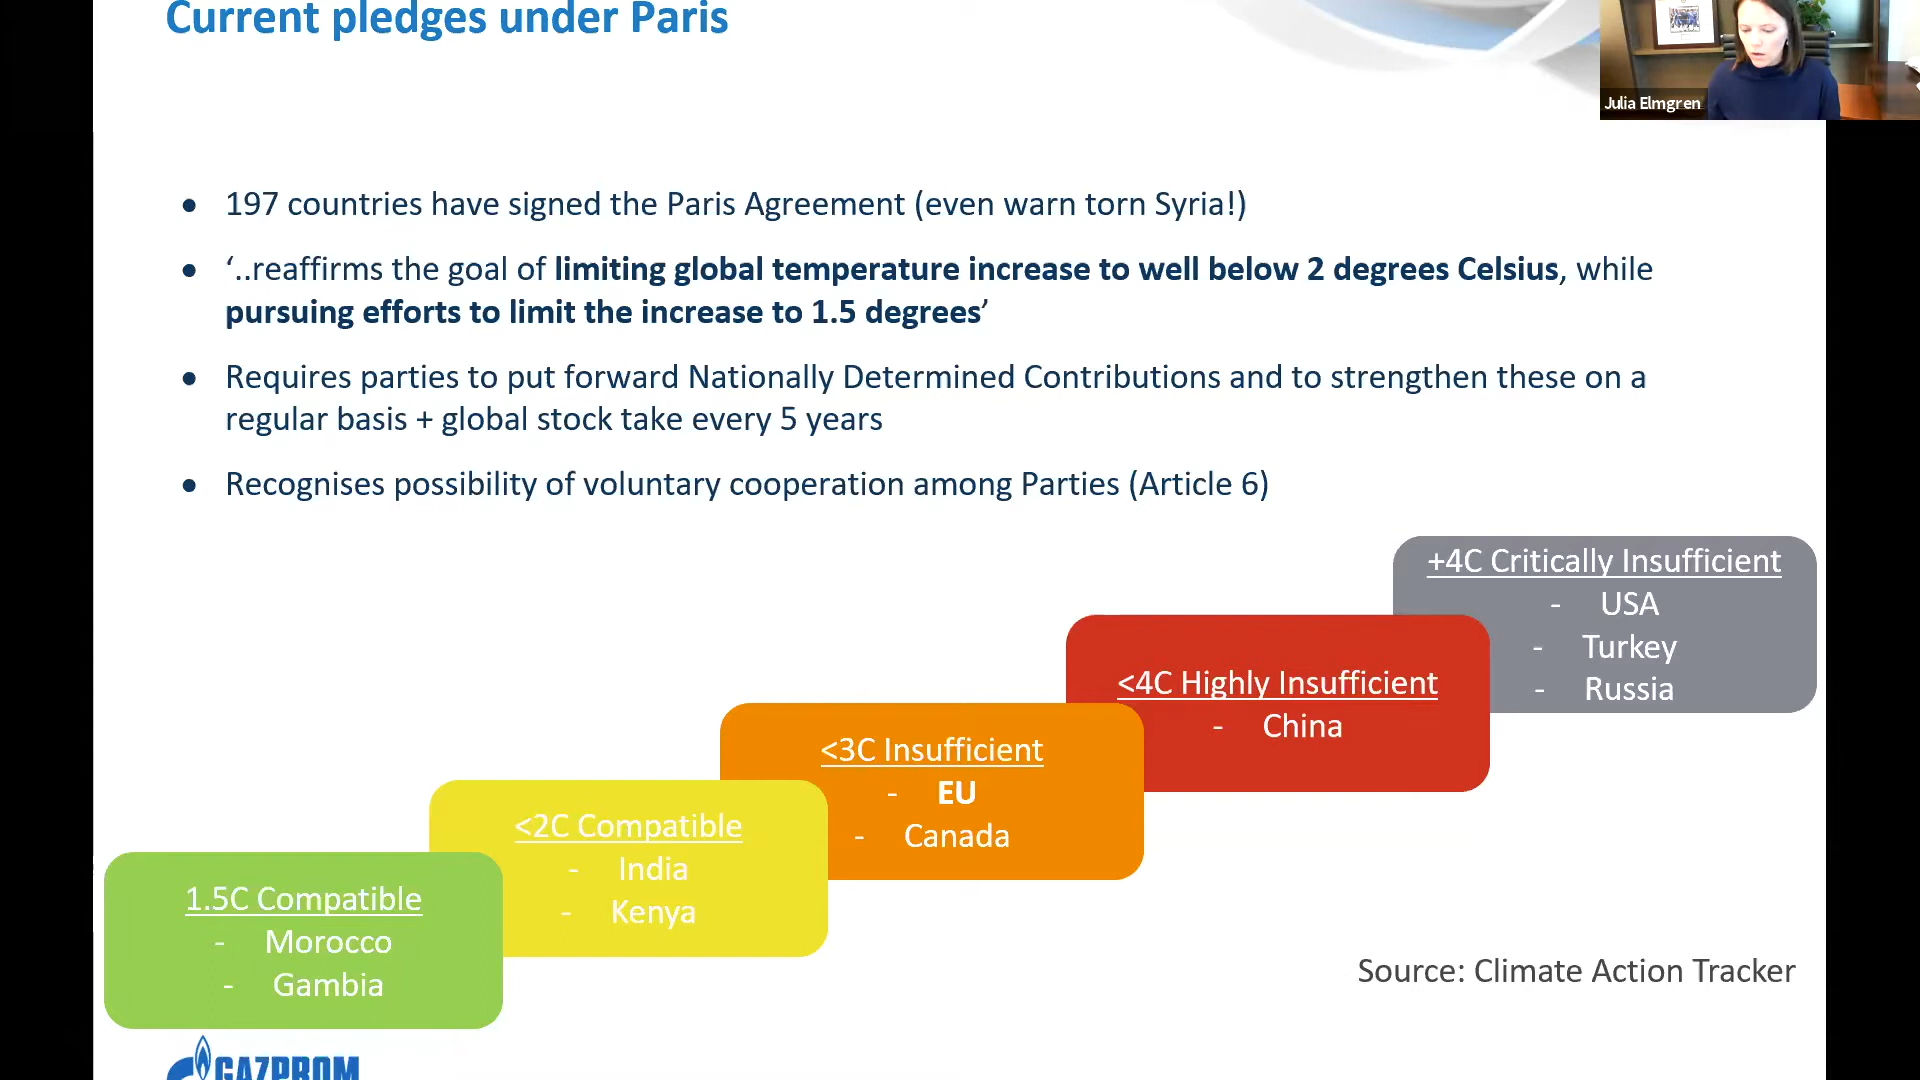 Current pledges under Paris
Julia Elmgren
• 197 countries have signed the Paris Agreement (even warn torn Syria!)
• ‘..reaffirms the goal of limiting global temperature increase to well below 2 degrees Celsius, while
pursuing efforts to limit the increase to 1.5 degrees’
• Requires parties to put forward Nationally Determined Contributions and to strengthen these on a
regular basis + global stock take every 5 years
• Recognises possibility of voluntary cooperation among Parties (Article 6)
+4C Critically Insufficient
- USA
- Turkey
- Russia
<4C Highly Insufficient
- China
<3C Insufficient
- EU
- Canada
<2C Compatible
- India
- Kenya
1.5C Compatible
- Morocco
- Gambia
Source: Climate Action Tracker
GAZPROM